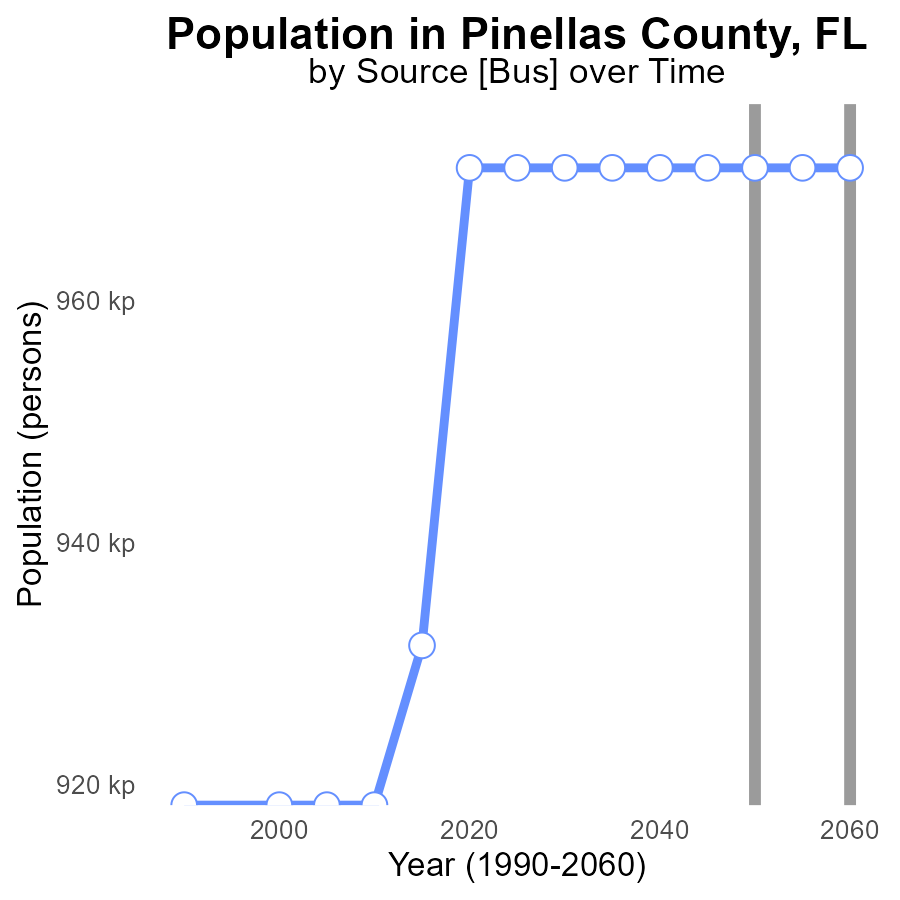 Population in Pinellas County, FL
by Source [Bus] over Time
Population (persons)
960 kp
940 kp
920 kp
2000 2020 2040 2060
Year (1990-2060)